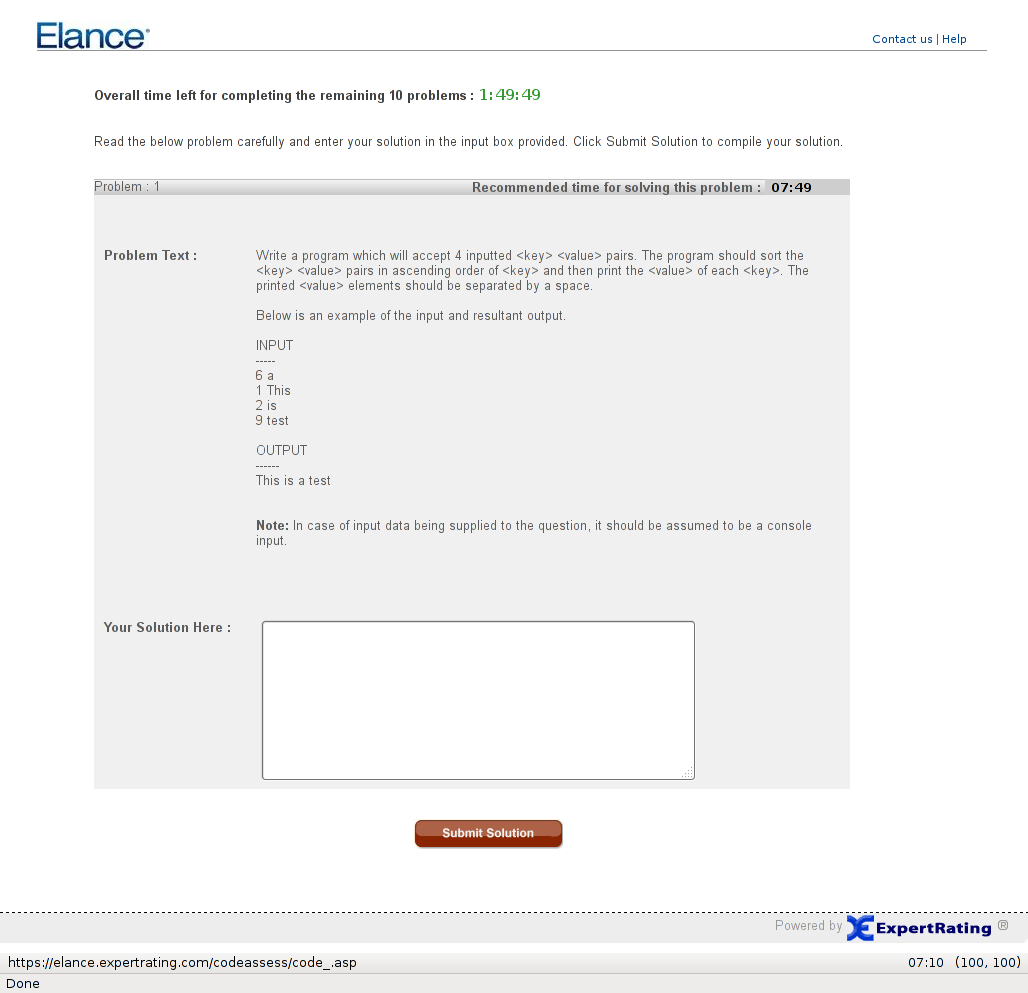 Elance
Contact us | Help
Overall time left for completing the remaining 10 problems : 1:49:49
Read the below problem carefully and enter your solution in the input box provided. Click Submit Solution to compile your solution.
Problem : 1 Recommended time for solving this problem : 07:49
Problem Text : Write a program which will accept 4 inputted <key> <value> pairs. The program should sort the
<key> <value> pairs in ascending order of <key> and then print the <value> of each <key>. The
printed <value> elements should be separated by a space.
Below is an example of the input and resultant output.
INPUT
-----
6 a
1 This
2 is
9 test
OUTPUT
------
This is a test
Note: In case of input data being supplied to the question, it should be assumed to be a console
input.
Your Solution Here :
Submit Solution
Powered by ExpertRating ®
https://elance.expertrating.com/codeassess/code_.asp 07:10 (100, 100)
Done